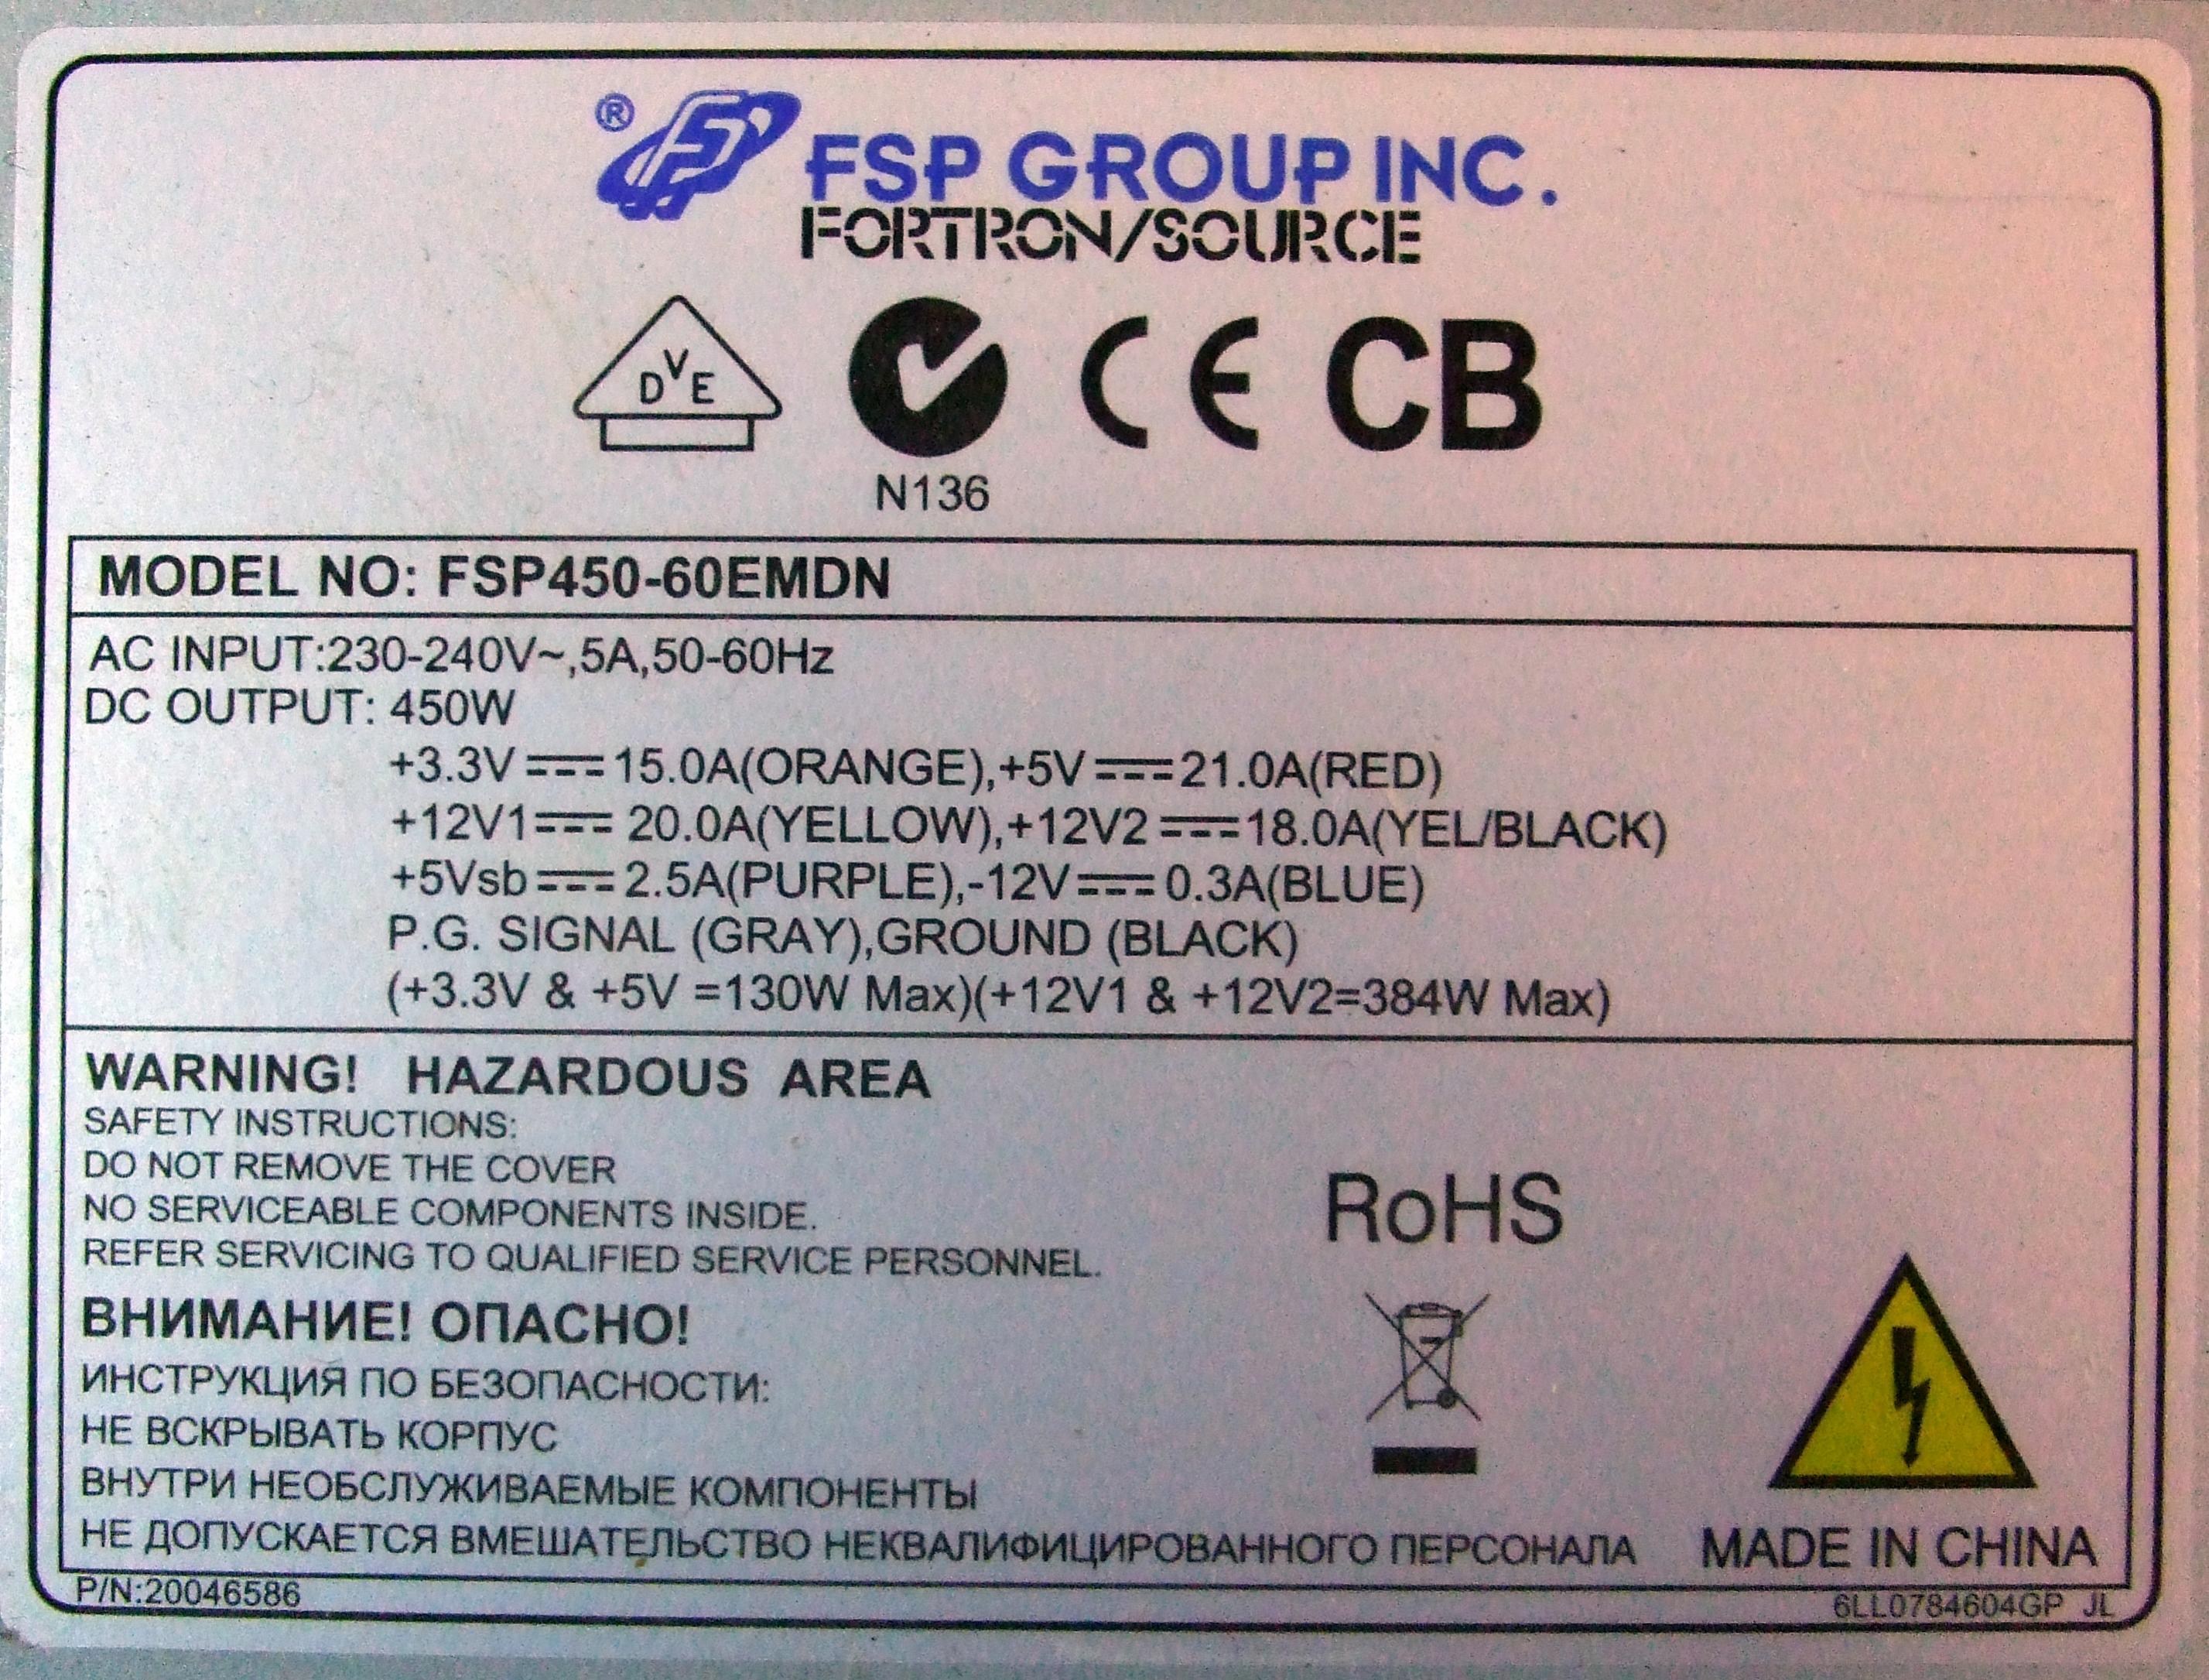 ® FSP GROUP INC.
FORTRON/SOURCE
DVE
CE CB
N136
MODEL NO: FSP450-60EMDN
AC INPUT:230-240V~,5A,50-60Hz
DC OUTPUT: 450W
+3.3V⎓15.0A(ORANGE),+5V⎓21.0A(RED)
+12V1⎓ 20.0A(YELLOW),+12V2⎓18.0A(YEL/BLACK)
+5Vsb⎓2.5A(PURPLE),-12V⎓0.3A(BLUE)
P.G. SIGNAL (GRAY),GROUND (BLACK)
(+3.3V & +5V =130W Max)(+12V1 & +12V2=384W Max)
WARNING! HAZARDOUS AREA
SAFETY INSTRUCTIONS:
DO NOT REMOVE THE COVER
NO SERVICEABLE COMPONENTS INSIDE.
REFER SERVICING TO QUALIFIED SERVICE PERSONNEL.
RoHS
ВНИМАНИЕ! ОПАСНО!
ИНСТРУКЦИЯ ПО БЕЗОПАСНОСТИ:
НЕ ВСКРЫВАТЬ КОРПУС
ВНУТРИ НЕОБСЛУЖИВАЕМЫЕ КОМПОНЕНТЫ
НЕ ДОПУСКАЕТСЯ ВМЕШАТЕЛЬСТВО НЕКВАЛИФИЦИРОВАННОГО ПЕРСОНАЛА
MADE IN CHINA
P/N:20046586
6LL0784604GP JL